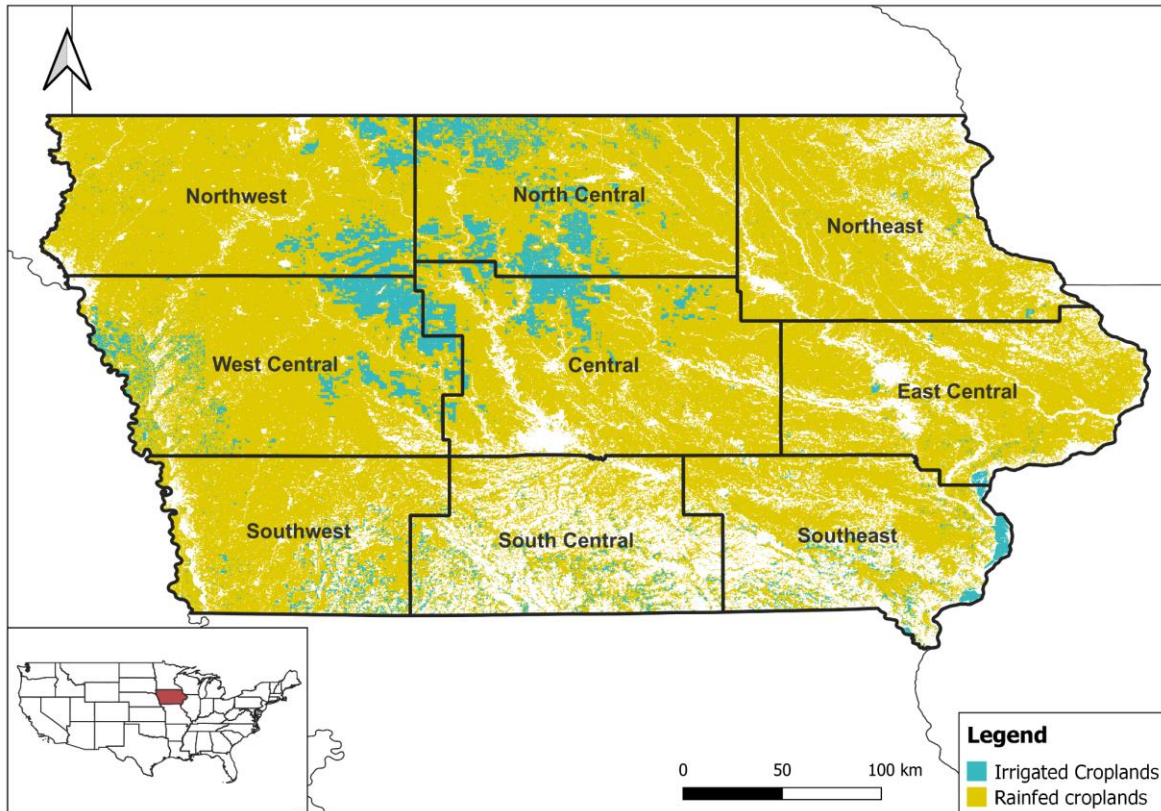 Northwest
North Central
Northeast
West Central
Central
East Central
Southwest
South Central
Southeast
0 50 100 km
Legend
Irrigated Croplands
Rainfed croplands